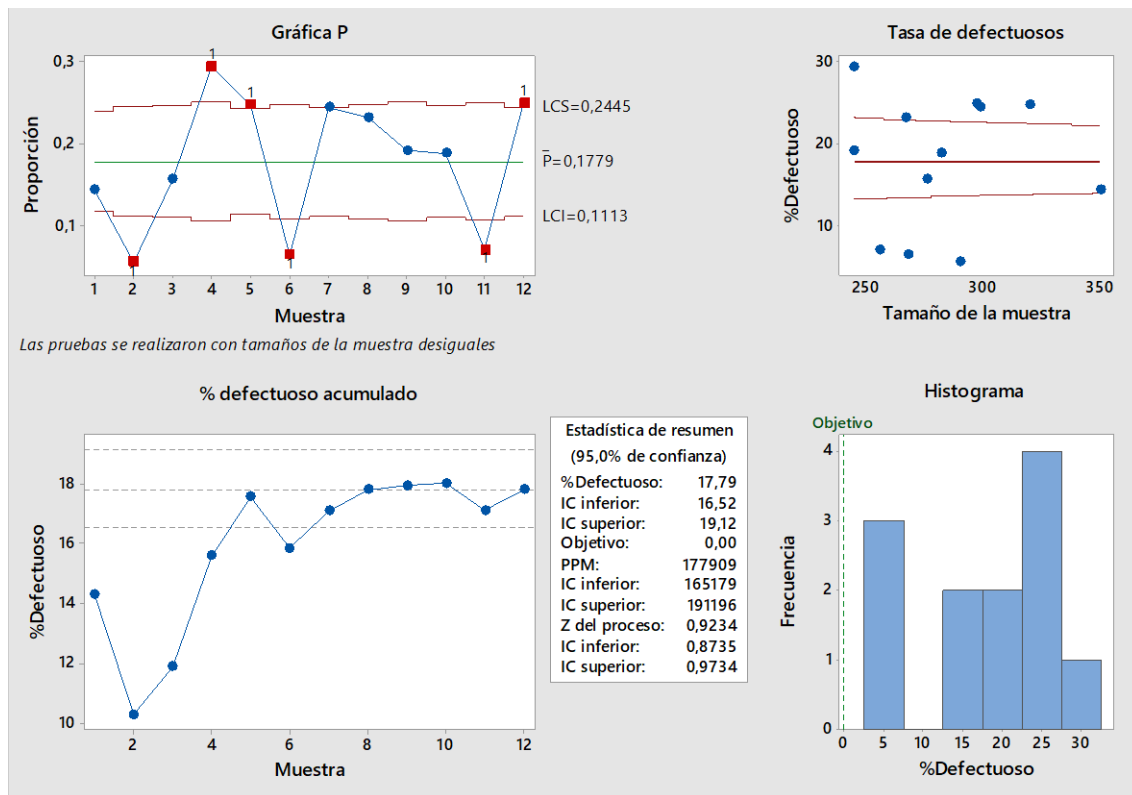 Gráfica P
Proporción
0,3
0,2
0,1
1
1
1
1
1
1
LCS=0,2445
P̄=0,1779
LCI=0,1113
1 2 3 4 5 6 7 8 9 10 11 12
Muestra
Las pruebas se realizaron con tamaños de la muestra desiguales
Tasa de defectuosos
%Defectuoso
30
20
10
250 300 350
Tamaño de la muestra
% defectuoso acumulado
%Defectuoso
18
16
14
12
10
2 4 6 8 10 12
Muestra
Estadística de resumen
(95,0% de confianza)
%Defectuoso: 17,79
IC inferior: 16,52
IC superior: 19,12
Objetivo: 0,00
PPM: 177909
IC inferior: 165179
IC superior: 191196
Z del proceso: 0,9234
IC inferior: 0,8735
IC superior: 0,9734
Histograma
Objetivo
Frecuencia
4
3
2
1
0
0 5 10 15 20 25 30
%Defectuoso